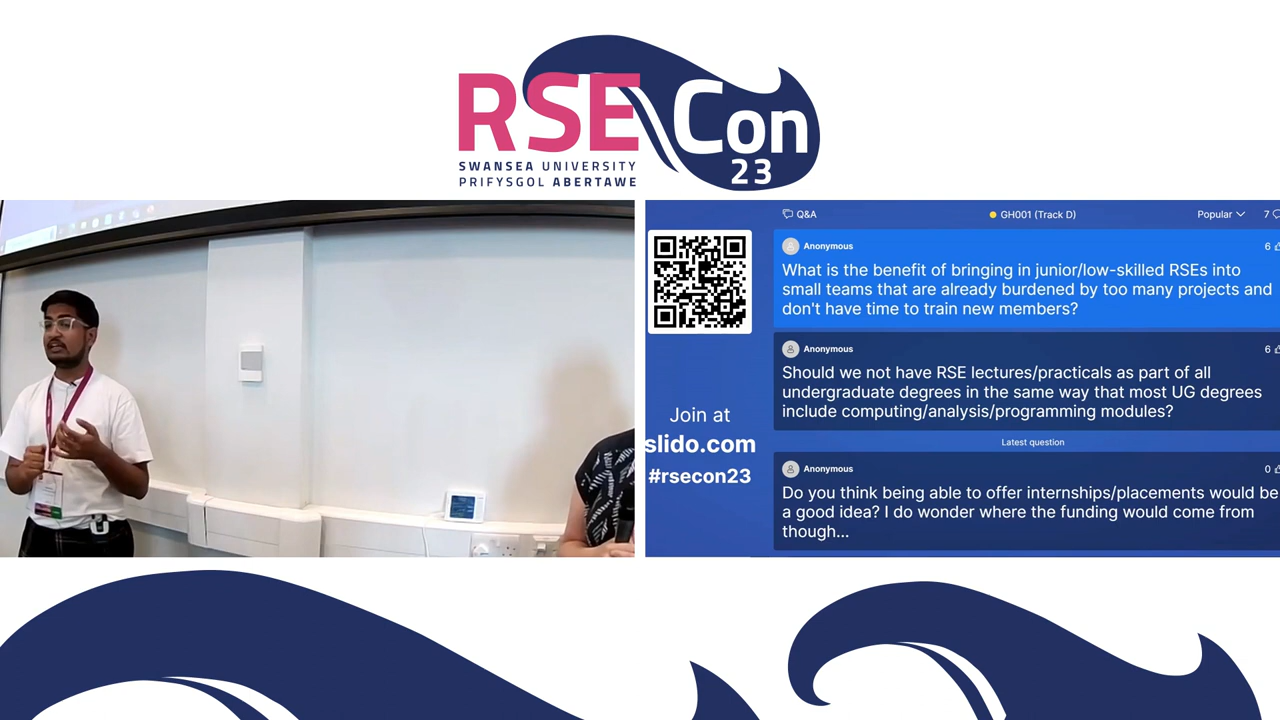 RSE Con
23
SWANSEA UNIVERSITY
PRIFYSGOL ABERTAWE
Q&A
GH001 (Track D)
Popular
7
Anonymous
6
What is the benefit of bringing in junior/low-skilled RSEs into
small teams that are already burdened by too many projects and
don't have time to train new members?
Anonymous
6
Should we not have RSE lectures/practicals as part of all
undergraduate degrees in the same way that most UG degrees
include computing/analysis/programming modules?
Latest question
Anonymous
0
Do you think being able to offer internships/placements would be
a good idea? I do wonder where the funding would come from
though...
Join at
slido.com
#rsecon23